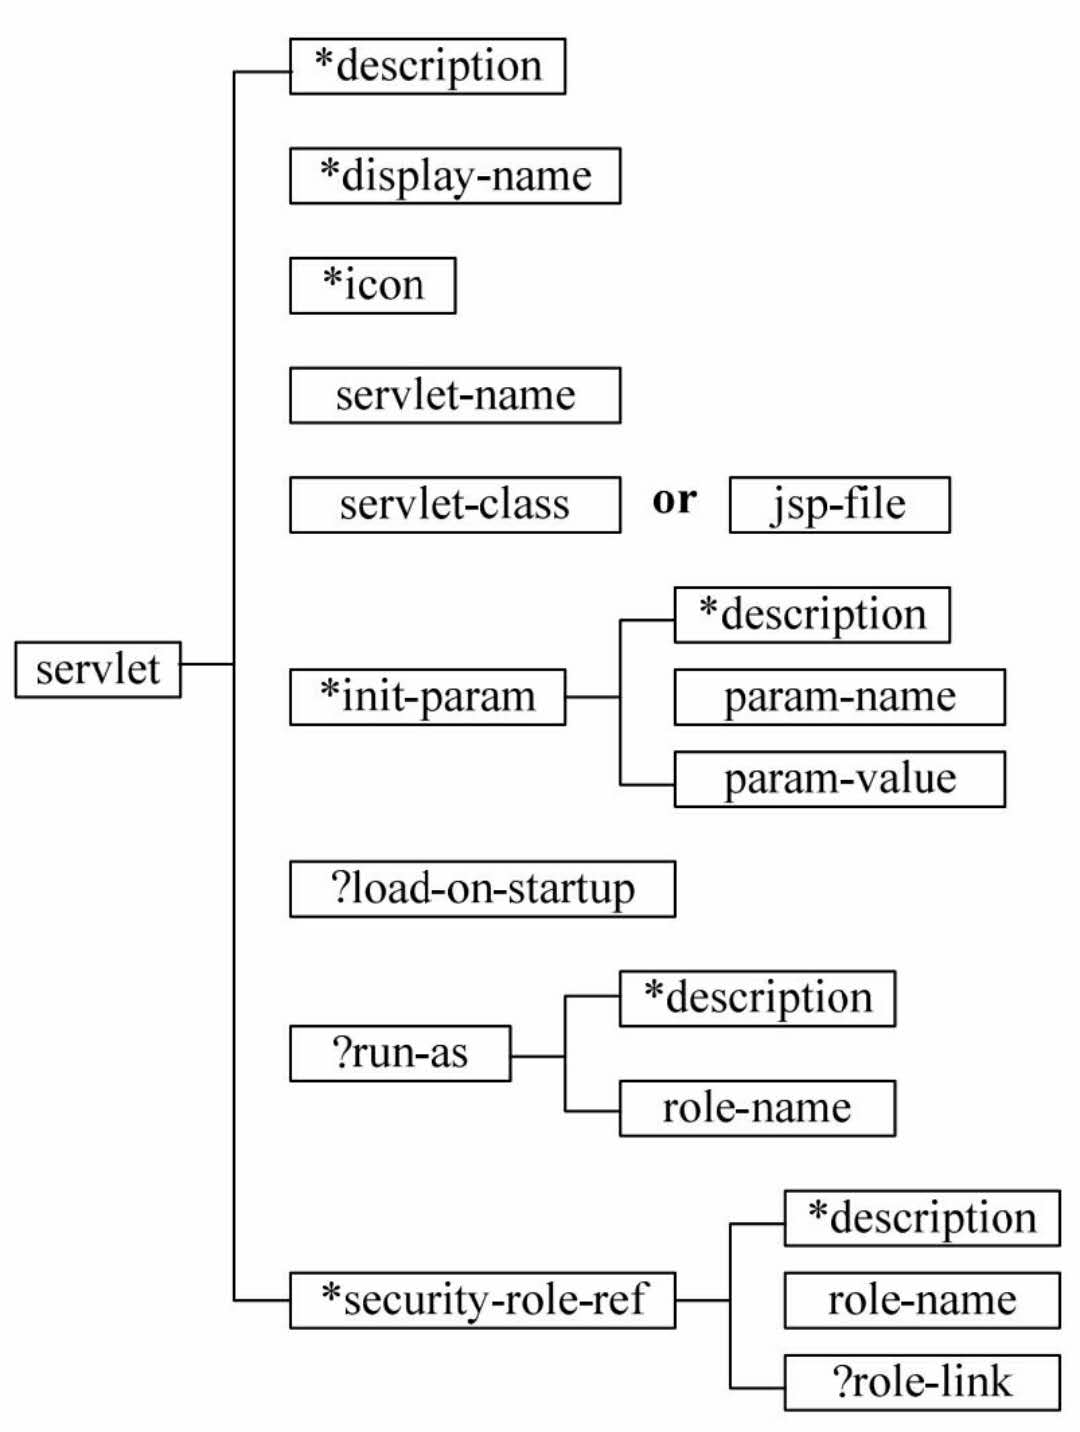 *description
*display-name
*icon
servlet-name
servlet-class or jsp-file
servlet
*init-param
*description
param-name
param-value
?load-on-startup
?run-as
*description
role-name
*security-role-ref
*description
role-name
?role-link